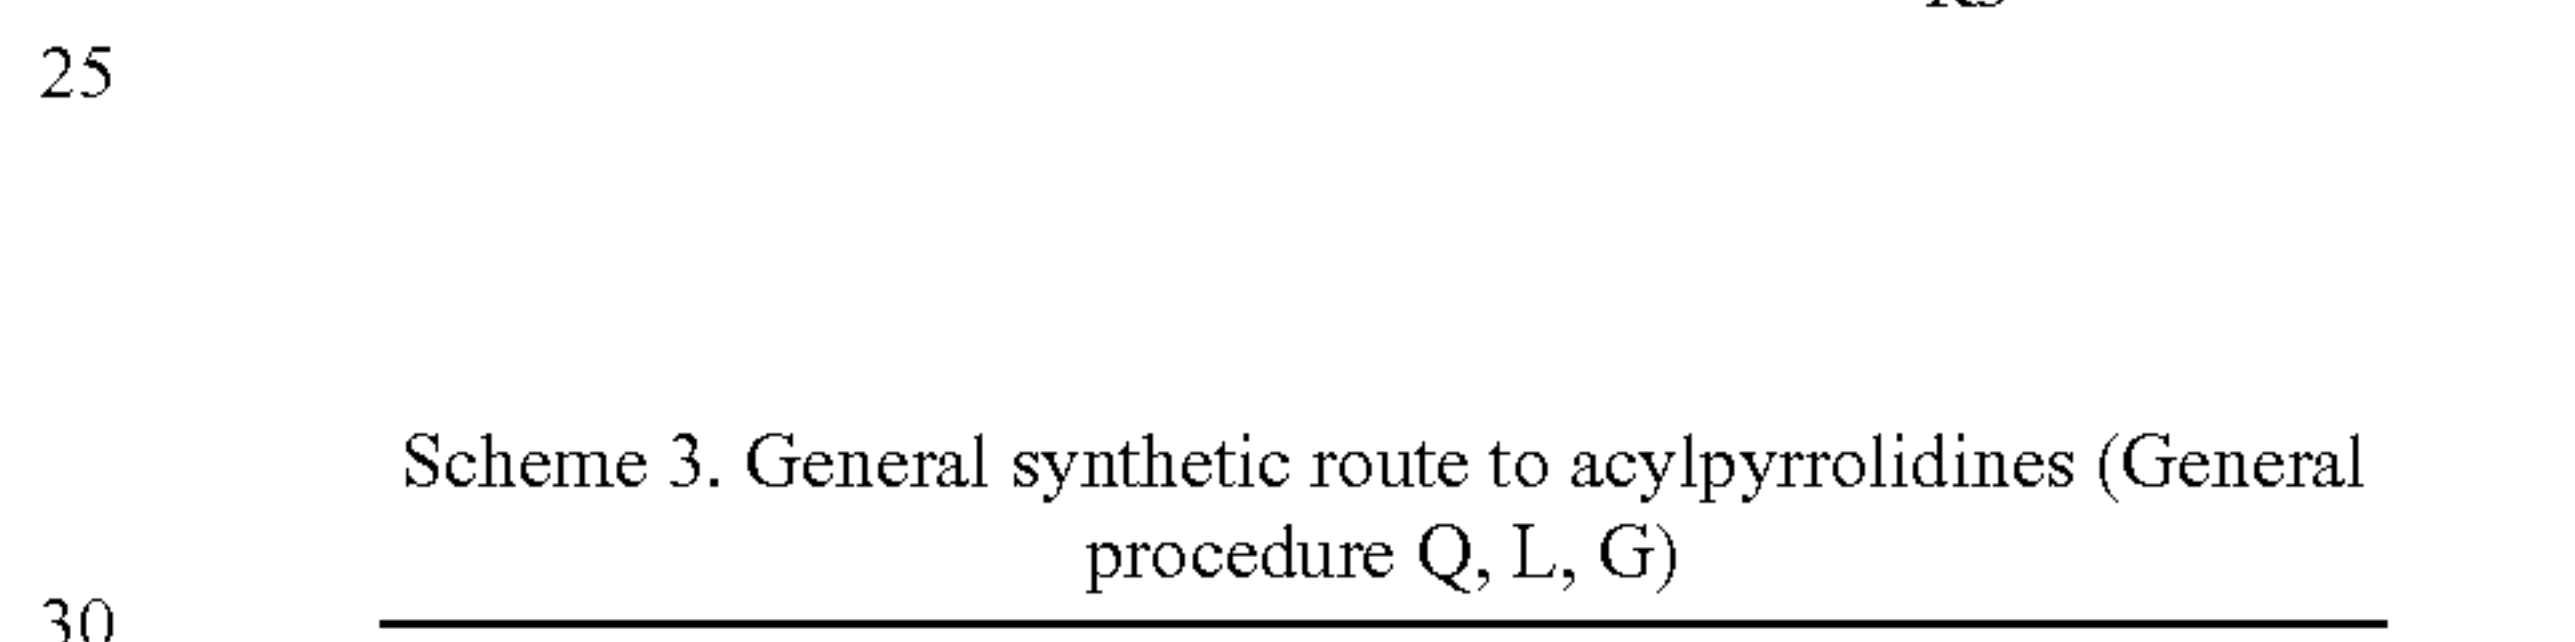 25
Scheme 3. General synthetic route to acylpyrrolidines (General
procedure Q, L, G)
30